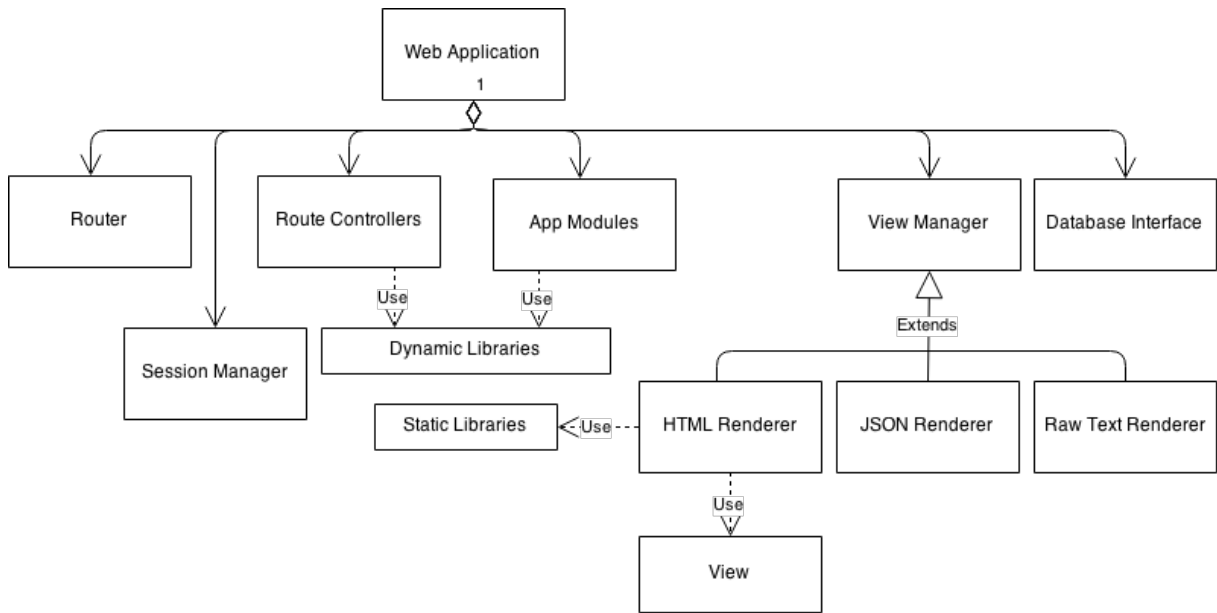 Web Application
1
Router
Route Controllers
App Modules
View Manager
Database Interface
Use
Use
Extends
Session Manager
Dynamic Libraries
Static Libraries
Use
HTML Renderer
JSON Renderer
Raw Text Renderer
Use
View